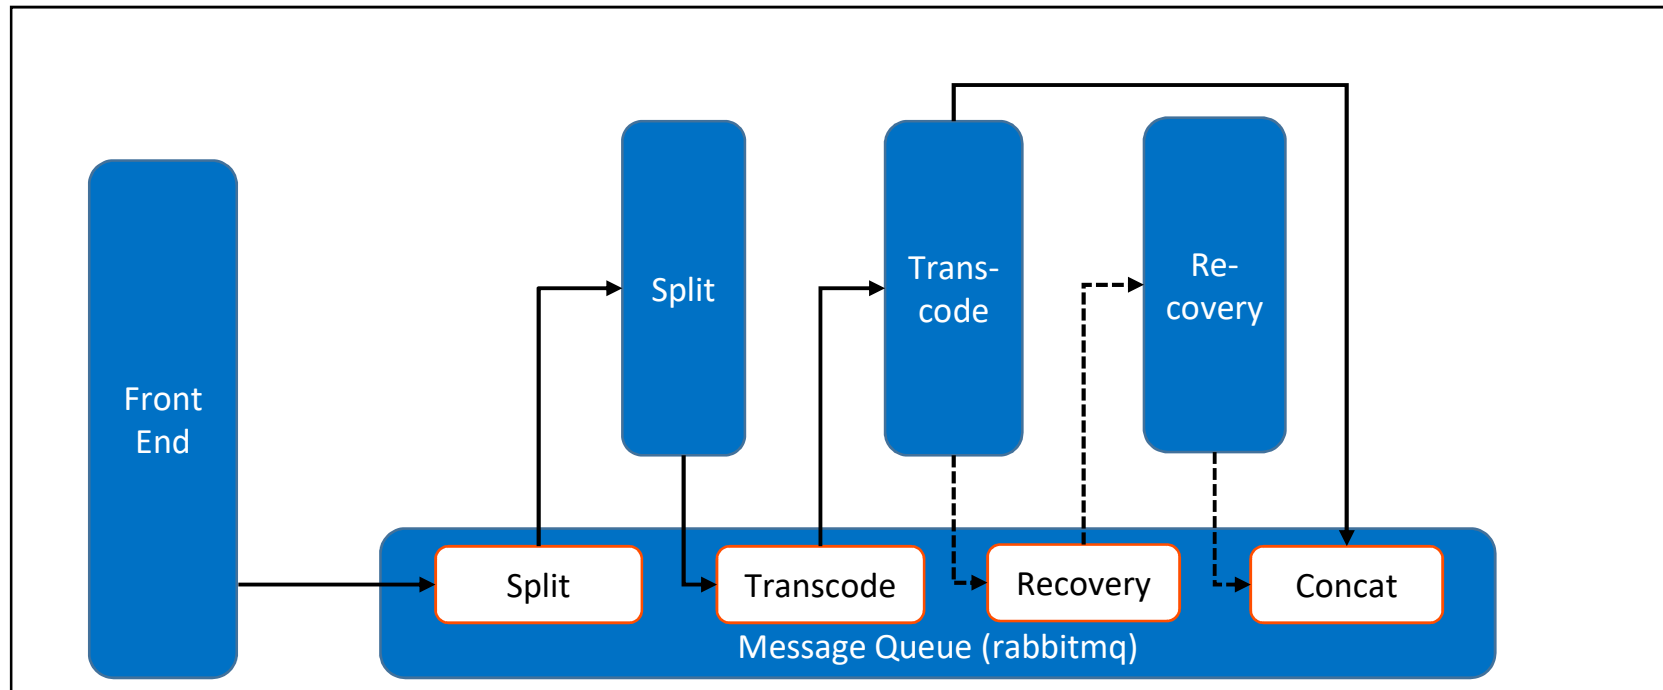 Front
End
Split
Trans-
code
Re-
covery
Split
Transcode
Recovery
Concat
Message Queue (rabbitmq)